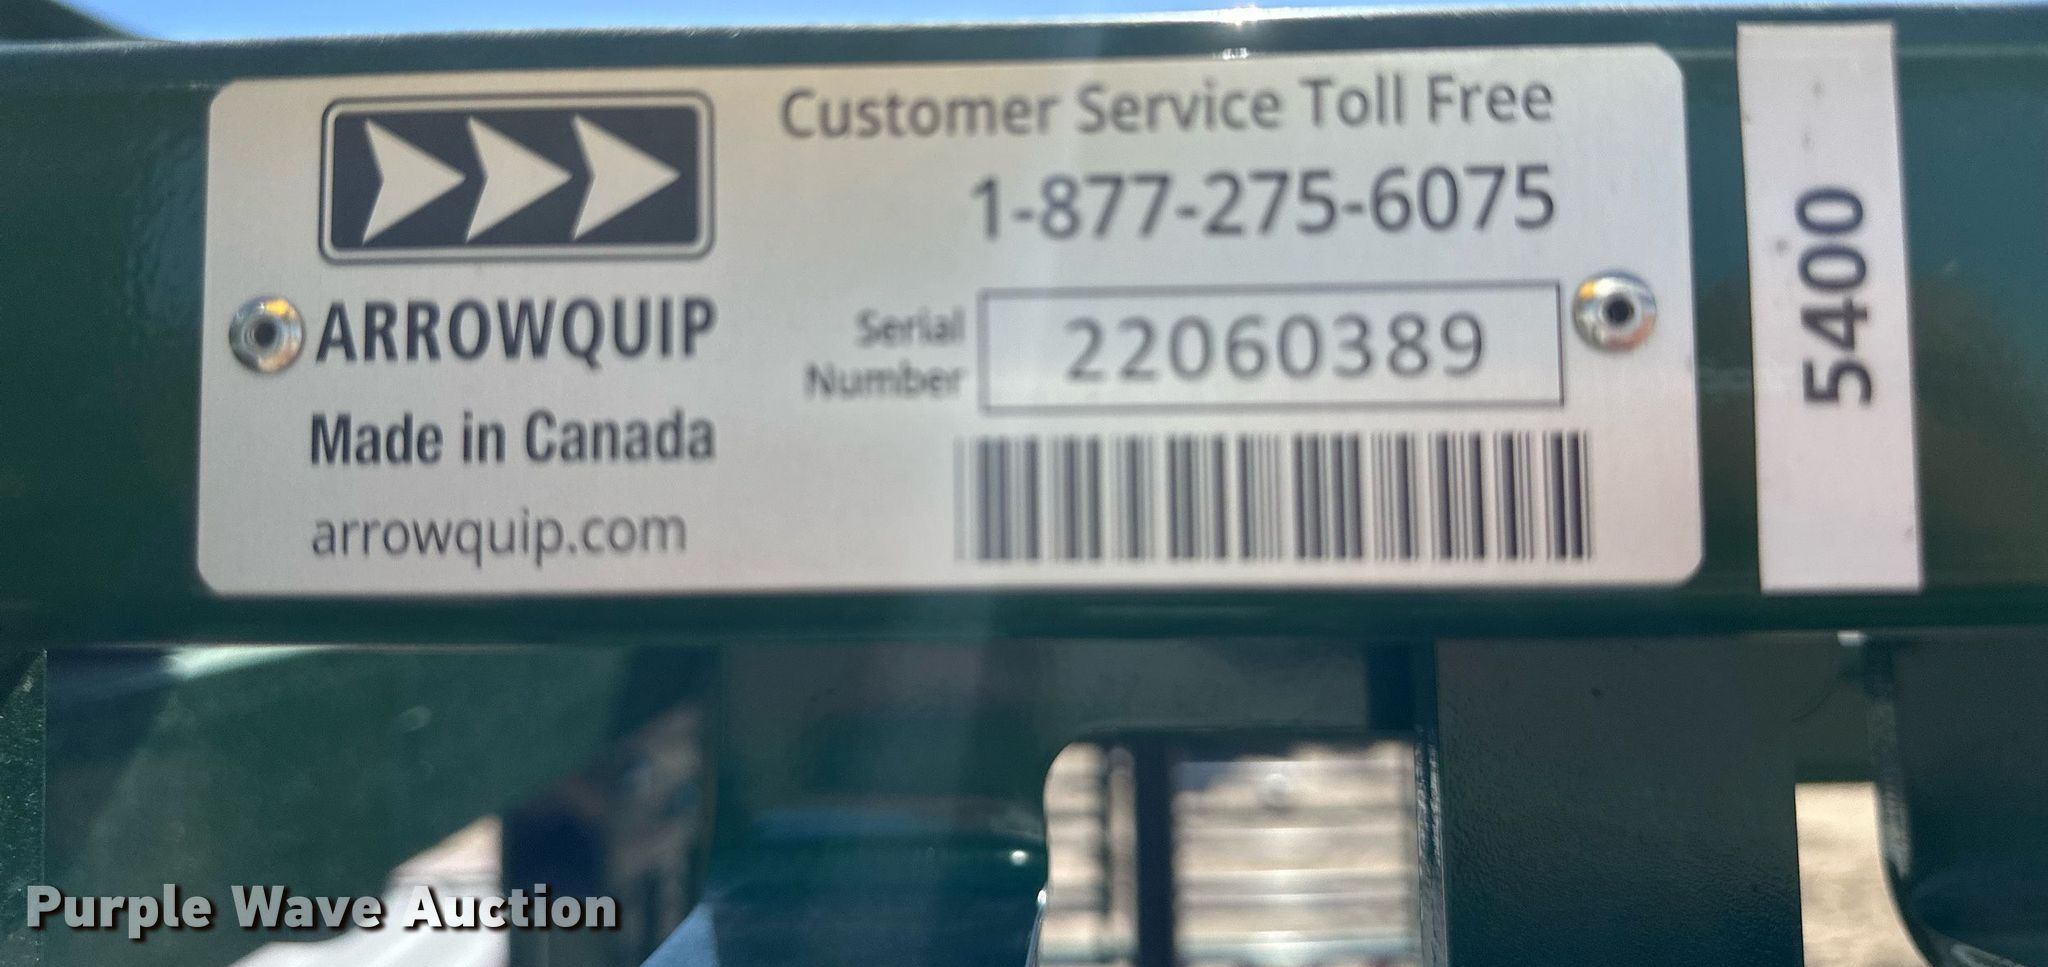 ARROWQUIP
Made in Canada
arrowquip.com
Customer Service Toll Free
1-877-275-6075
Serial
Number
22060389
5400
Purple Wave Auction